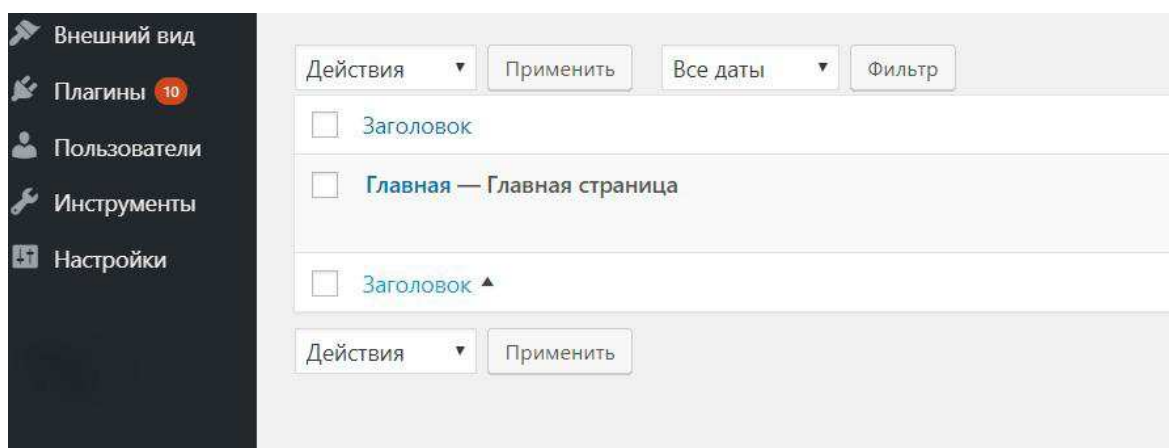 Внешний вид
Плагины 10
Пользователи
Инструменты
Настройки
Действия Применить Все даты Фильтр
Заголовок
Главная — Главная страница
Заголовок
Действия Применить